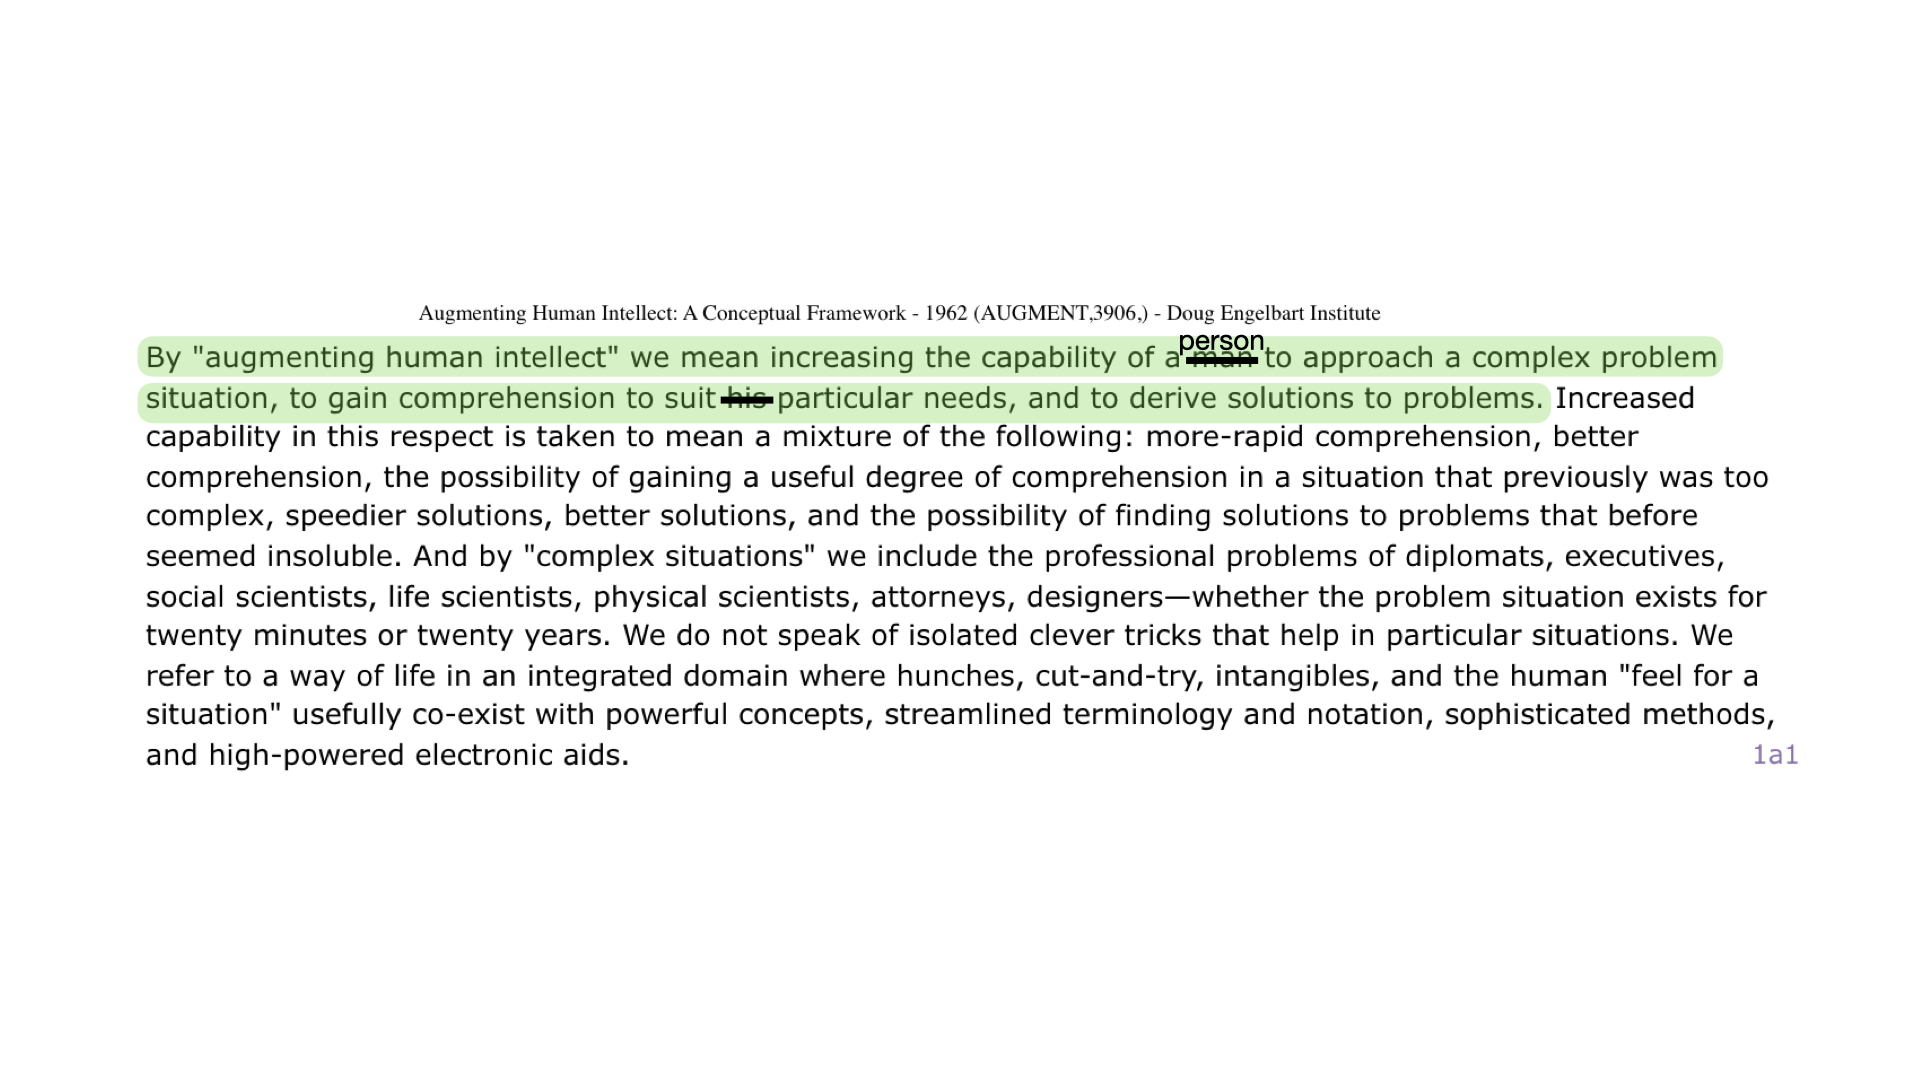 Augmenting Human Intellect: A Conceptual Framework - 1962 (AUGMENT,3906,) - Doug Engelbart Institute
person
By "augmenting human intellect" we mean increasing the capability of a man to approach a complex problem
situation, to gain comprehension to suit his particular needs, and to derive solutions to problems. Increased
capability in this respect is taken to mean a mixture of the following: more-rapid comprehension, better
comprehension, the possibility of gaining a useful degree of comprehension in a situation that previously was too
complex, speedier solutions, better solutions, and the possibility of finding solutions to problems that before
seemed insoluble. And by "complex situations" we include the professional problems of diplomats, executives,
social scientists, life scientists, physical scientists, attorneys, designers—whether the problem situation exists for
twenty minutes or twenty years. We do not speak of isolated clever tricks that help in particular situations. We
refer to a way of life in an integrated domain where hunches, cut-and-try, intangibles, and the human "feel for a
situation" usefully co-exist with powerful concepts, streamlined terminology and notation, sophisticated methods,
and high-powered electronic aids. 1a1